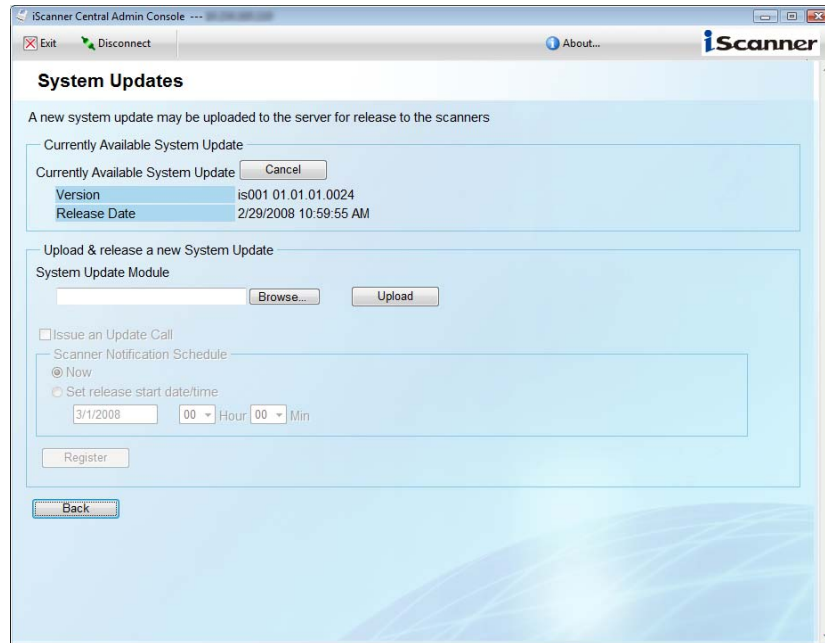 iScanner Central Admin Console ---
Exit Disconnect About... iScanner
System Updates
A new system update may be uploaded to the server for release to the scanners
Currently Available System Update
Currently Available System Update Cancel
Version is001 01.01.01.0024
Release Date 2/29/2008 10:59:55 AM
Upload & release a new System Update
System Update Module
Browse... Upload
Issue an Update Call
Scanner Notification Schedule
Now
Set release start date/time
3/1/2008 00 Hour 00 Min
Register
Back